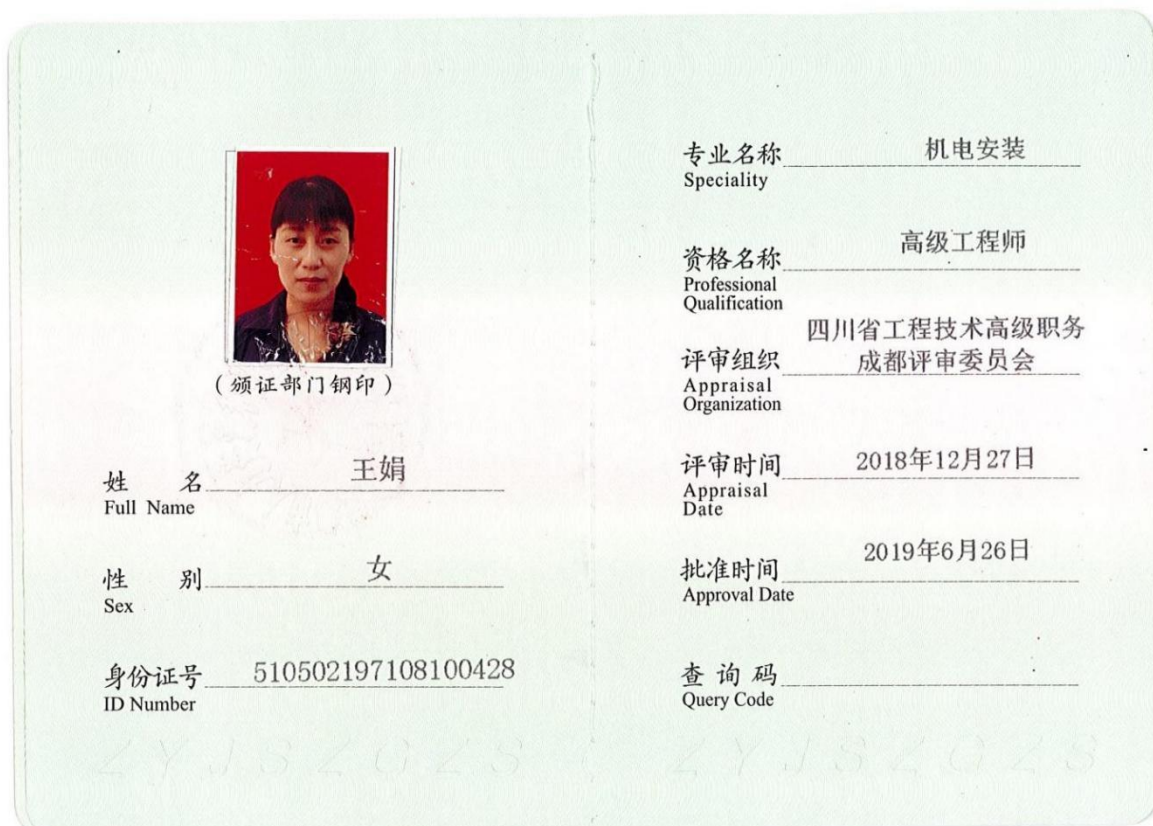 (颁证部门钢印)
姓 名 王娟
Full Name
性 别 女
Sex
身份证号 510502197108100428
ID Number
ZYJSZGZS
专业名称 机电安装
Speciality
资格名称 高级工程师
Professional
Qualification
四川省工程技术高级职务
评审组织 成都评审委员会
Appraisal
Organization
评审时间 2018年12月27日
Appraisal
Date
批准时间 2019年6月26日
Approval Date
查询码
Query Code
ZYJSZGZS